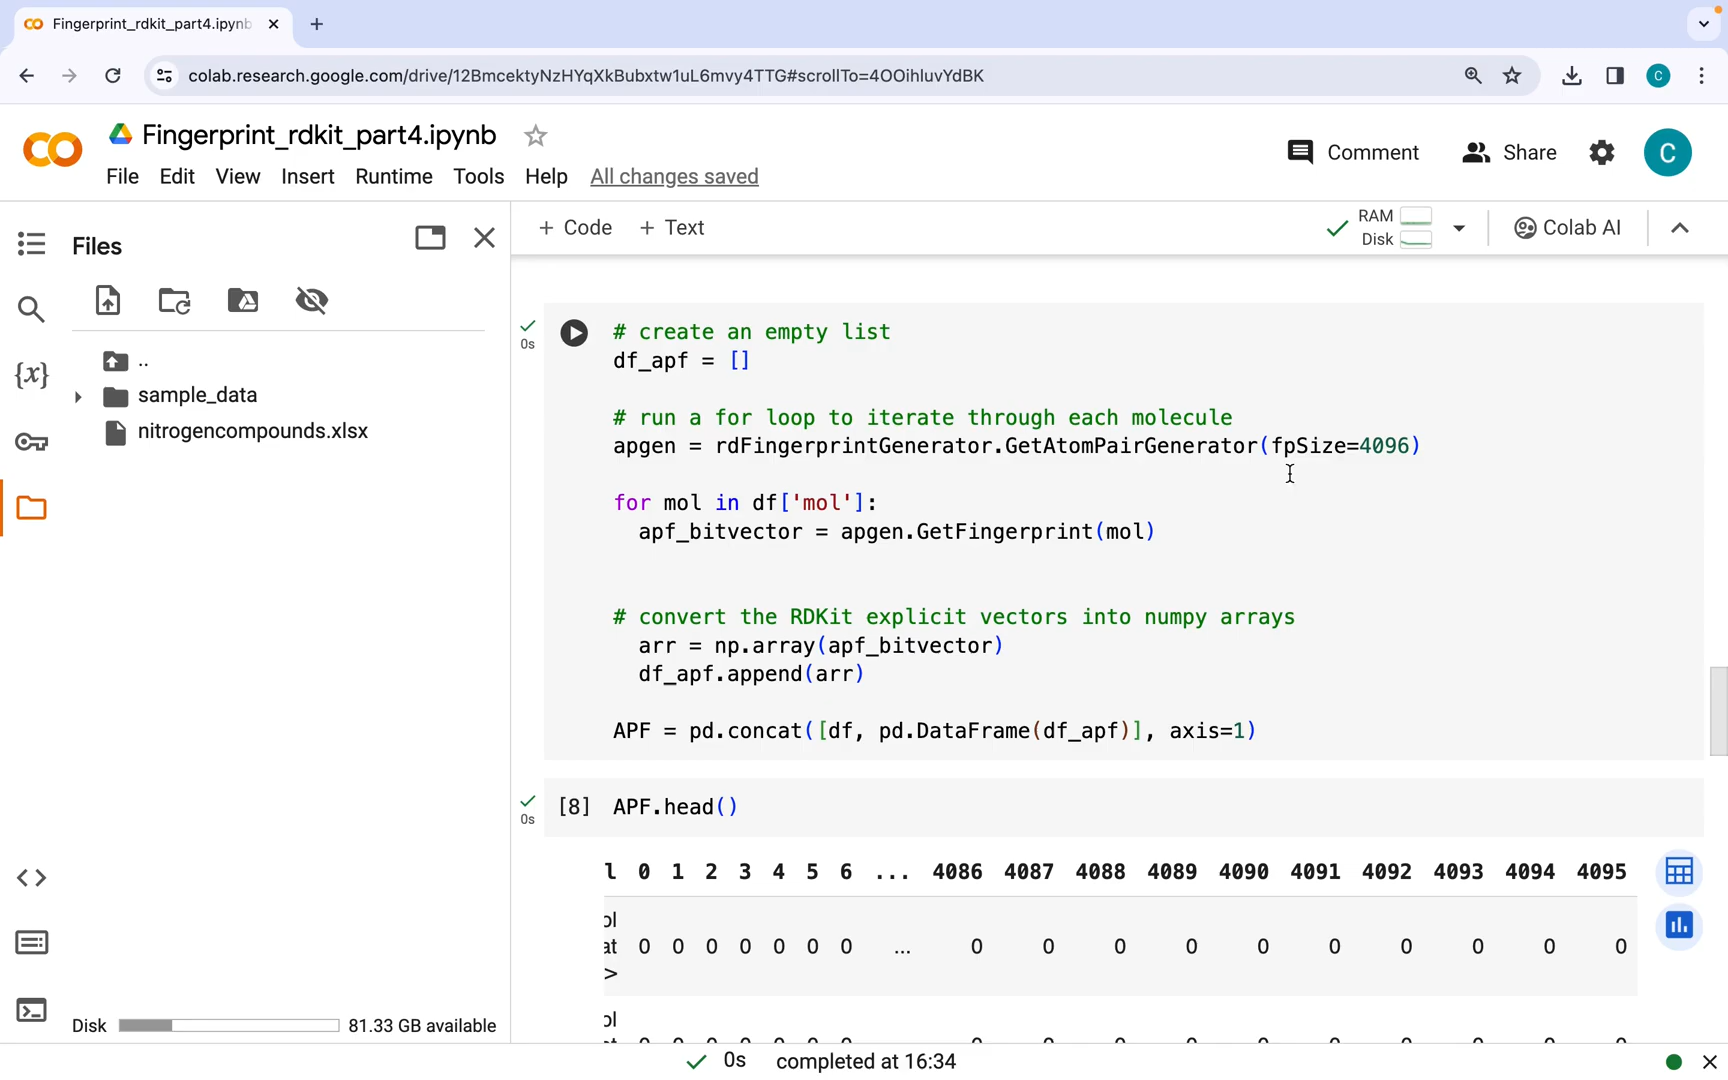 Fingerprint_rdkit_part4.ipynb
colab.research.google.com/drive/12BmcektyNzHYqXkBubxtw1uL6mvy4TTG#scrollTo=4OOihluvYdBK
C
Fingerprint_rdkit_part4.ipynb
Comment
Share
C
File Edit View Insert Runtime Tools Help All changes saved
Files
+ Code + Text
RAM
Disk
Colab AI
..
sample_data
nitrogencompounds.xlsx
{x}
0s
# create an empty list
df_apf = []
# run a for loop to iterate through each molecule
apgen = rdFingerprintGenerator.GetAtomPairGenerator(fpSize=4096)
for mol in df['mol']:
apf_bitvector = apgen.GetFingerprint(mol)
# convert the RDKit explicit vectors into numpy arrays
arr = np.array(apf_bitvector)
df_apf.append(arr)
APF = pd.concat([df, pd.DataFrame(df_apf)], axis=1)
0s
[8] APF.head()
l 0 1 2 3 4 5 6 ... 4086 4087 4088 4089 4090 4091 4092 4093 4094 4095
ol
at 0 0 0 0 0 0 0 ... 0 0 0 0 0 0 0 0 0 0
>
ol
Disk 81.33 GB available
0s completed at 16:34